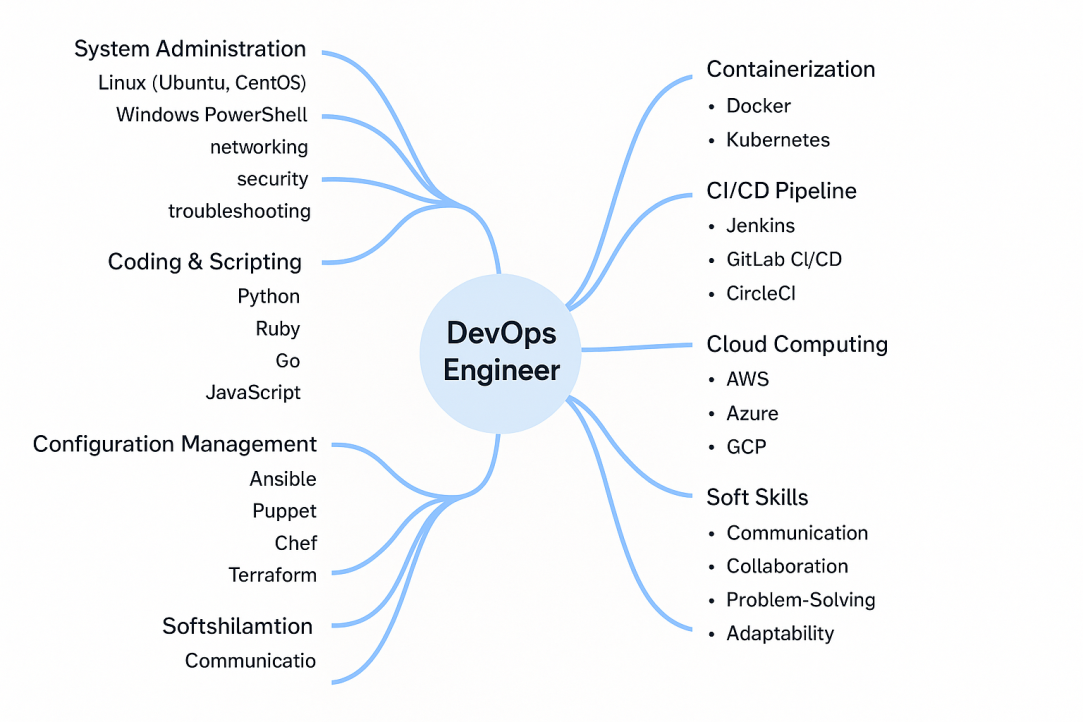 System Administration
Linux (Ubuntu, CentOS)
Windows PowerShell
networking
security
troubleshooting
Coding & Scripting
Python
Ruby
Go
JavaScript
Configuration Management
Ansible
Puppet
Chef
Terraform
Softshilamtion
Communicatio
DevOps
Engineer
Containerization
• Docker
• Kubernetes
CI/CD Pipeline
• Jenkins
• GitLab CI/CD
• CircleCI
Cloud Computing
• AWS
• Azure
• GCP
Soft Skills
• Communication
• Collaboration
• Problem-Solving
• Adaptability